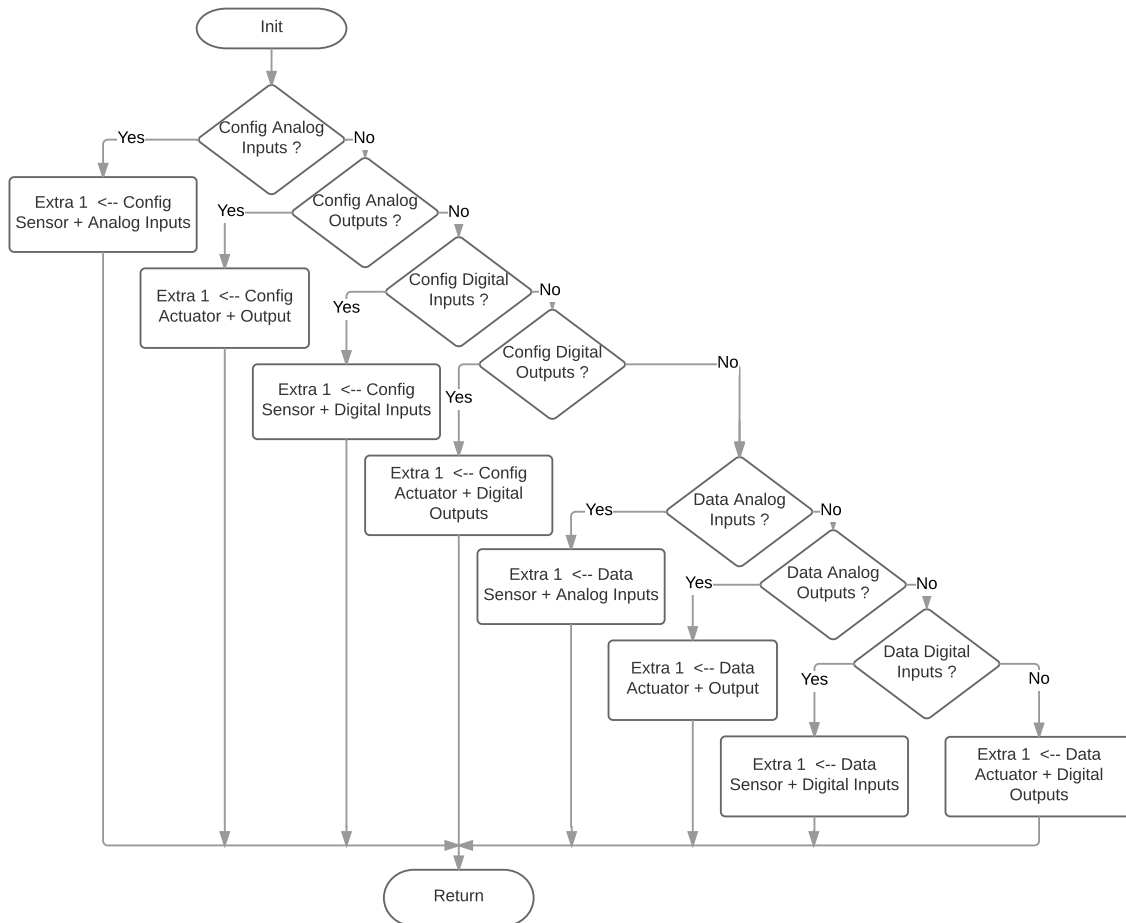 Init
Config Analog
Inputs ?
Yes
No
Extra 1 <-- Config
Sensor + Analog Inputs
Config Analog
Outputs ?
Yes
No
Extra 1 <-- Config
Actuator + Output
Config Digital
Inputs ?
Yes
No
Extra 1 <-- Config
Sensor + Digital Inputs
Config Digital
Outputs ?
Yes
No
Extra 1 <-- Config
Actuator + Digital
Outputs
Data Analog
Inputs ?
Yes
No
Extra 1 <-- Data
Sensor + Analog Inputs
Data Analog
Outputs ?
Yes
No
Extra 1 <-- Data
Actuator + Output
Data Digital
Inputs ?
Yes
No
Extra 1 <-- Data
Sensor + Digital Inputs
Extra 1 <-- Data
Actuator + Digital
Outputs
Return